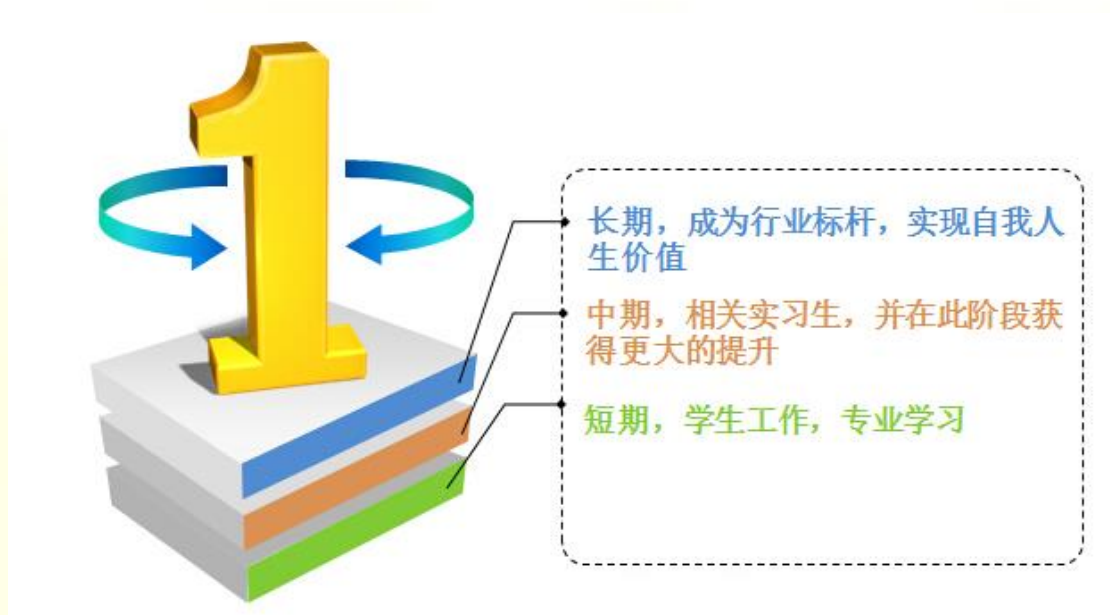 1
长期，成为行业标杆，实现自我人
生价值
中期，相关实习生，并在此阶段获
得更大的提升
短期，学生工作，专业学习